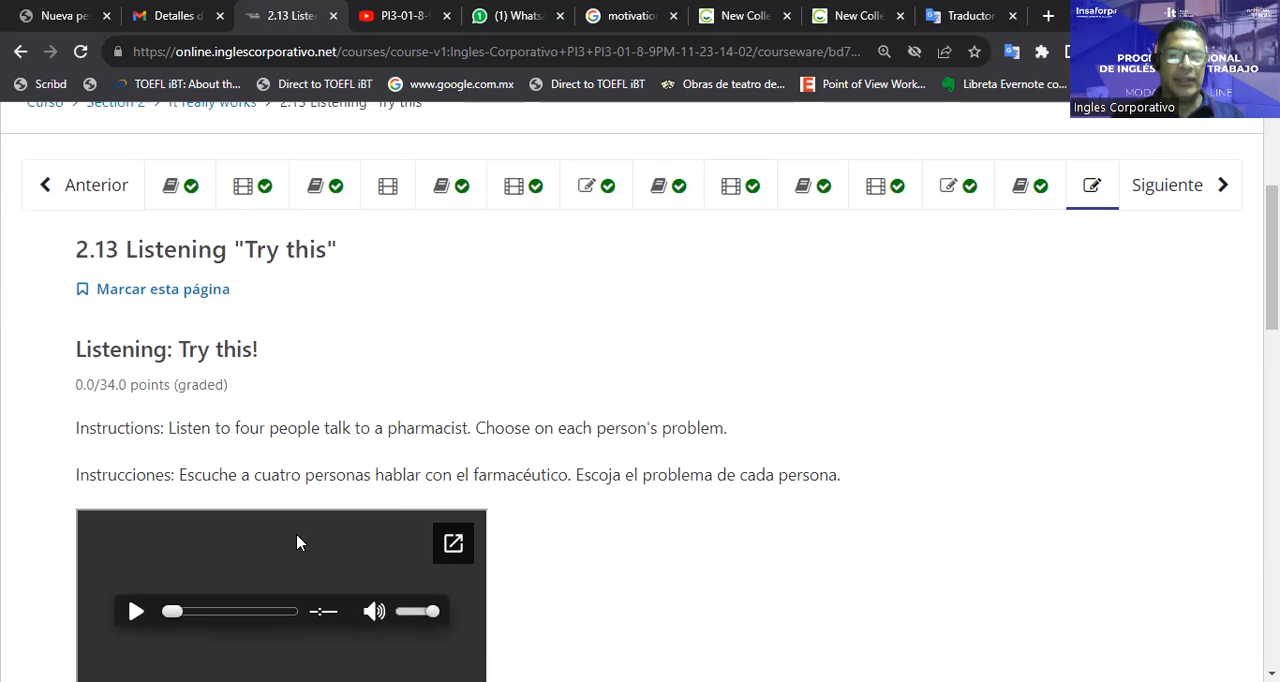 Nueva pe
Detalles d
2.13 Listen
PI3-01-8-
(1) Whats
motivatio
New Colle
New Colle
Traductor
https://online.inglescorporativo.net/courses/course-v1:Ingles-Corporativo+PI3+PI3-01-8-9PM-11-23-14-02/courseware/bd7...
Scribd
TOEFL iBT: About th...
Direct to TOEFL iBT
www.google.com.mx
Direct to TOEFL iBT
Obras de teatro de...
Point of View Work...
Libreta Evernote co...
Insaforp
Ingles Corporativo
Curso
Section 2
It really works
2.13 Listening "Try this"
Anterior
Siguiente
2.13 Listening "Try this"
Marcar esta página
Listening: Try this!
0.0/34.0 points (graded)
Instructions: Listen to four people talk to a pharmacist. Choose on each person's problem.
Instrucciones: Escuche a cuatro personas hablar con el farmacéutico. Escoja el problema de cada persona.
-:--